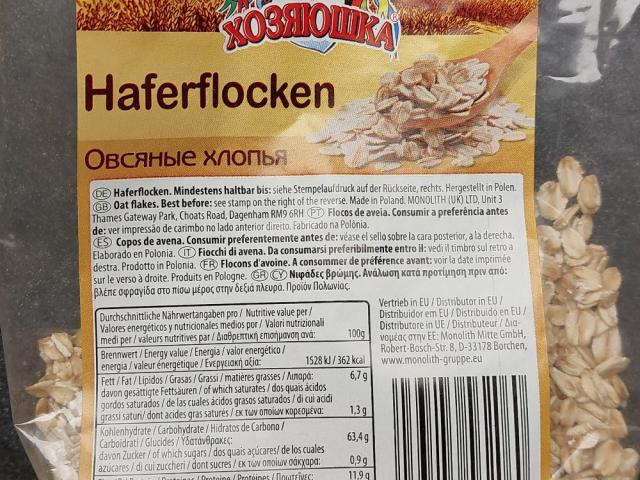 ХОЗЯЮШКА
Haferflocken
Овсяные хлопья
DE Haferflocken. Mindestens haltbar bis: siehe Stempelaufdruck auf der Rückseite, rechts. Hergestellt in Polen.
GB Oat flakes. Best before: see stamp on the right of the reverse. Made in Poland. MONOLITH (UK) LTD, Unit 3
Thames Gateway Park, Choats Road, Dagenham RM9 6RH PT Flocos de aveia. Consumir a preferência antes
de: ver impressão de carimbo no lado anterior direito. Fabricado na Polônia.
ES Copos de avena. Consumir preferentemente antes de: véase el sello sobre la cara posterior, a la derecha.
Elaborado en Polonia. IT Fiocchi di avena. Da consumarsi preferibilmente entro il: vedi il timbro sul retro a
destra. Prodotto in Polonia. FR Flocons d'avoine. A consommer de préférence avant: voir la date imprimée
sur le verso à droite. Produits en Pologne. GR CY Νιφάδες βρώμης. Ανάλωση κατά προτίμηση πριν από:
βλέπε σφραγίδα στο πίσω μέρος στην δεξιά πλευρά. Προϊόν Πολωνίας.
Durchschnittliche Nährwertangaben pro / Nutritive value per /
Valores energéticos y nutricionales medios por / Valori nutrizionali
medi per / valeurs nutritives par / Διαθρεπτική επισήμανση ανά: 100g
Brennwert / Energy value / Energia / valor energético /
energia / valeur énergétique / Ενεργειακή αξία: 1528 kJ / 362 kcal
Fett / Fat / Lípidos / Grasas / Grassi / matières grasses / Λιπαρά: 6,7 g
davon gesättigte Fettsäuren / of which saturates / dos quais ácidos
gordos saturados / de las cuales ácidos grasos saturados / di cui acidi
grassi saturi/ dont acides gras saturés / εκ των οποίων κορεσμένα: 1,3 g
Kohlenhydrate / Carbohydrate / Hidratos de Carbono /
Carboidrati / Glucides / Υδατάνθρακες: 63,4 g
davon Zucker / of which sugars / dos quais açúcares/ de los cuales
azúcares / di cui zuccheri / dont sucres / εκ των οποίων σάκχαρα: 0,9 g
Proteine / Protéines / Πρωτεΐνες: 11,9 g
Vertrieb in EU / Distributor in EU /
Distribuidor em EU / Distribuido en EU /
Distributore in UE / Distributeur / Δια-
νομέας στην ΕΕ: Monolith Mitte GmbH,
Robert-Bosch-Str. 8, D-33178 Borchen,
www.monolith-gruppe.eu